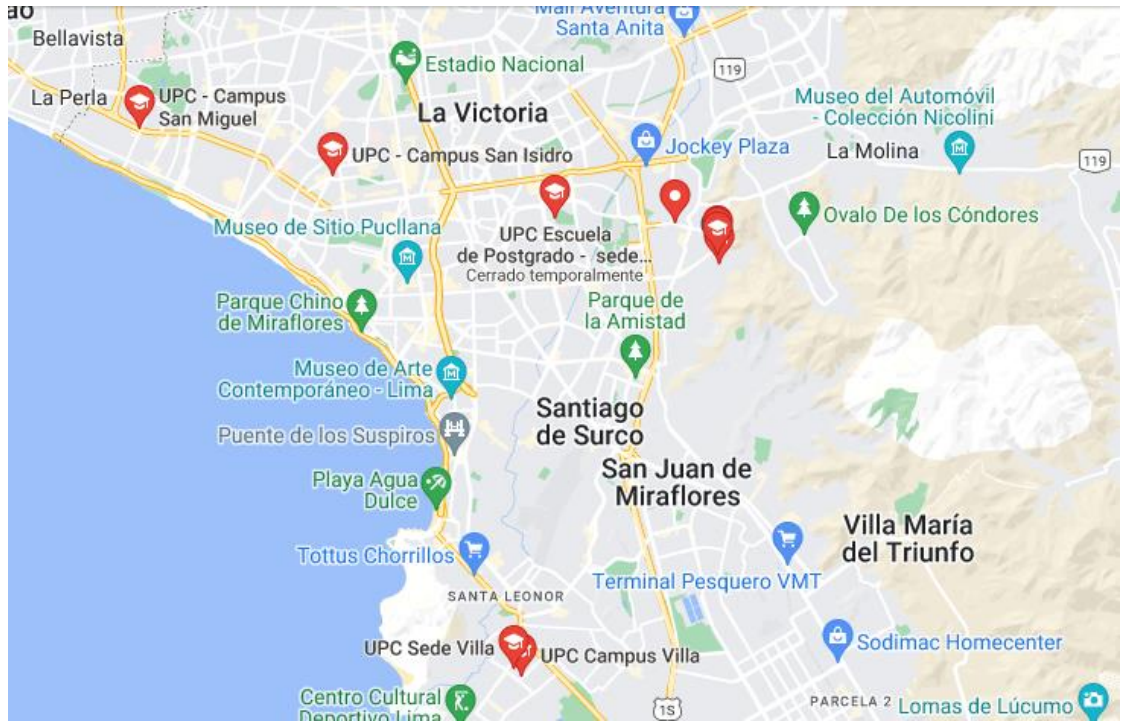 ao
Mall Aventura
Santa Anita
Bellavista
Estadio Nacional
119
La Perla
UPC - Campus
San Miguel
La Victoria
Museo del Automóvil
- Colección Nicolini
Jockey Plaza
La Molina
119
UPC - Campus San Isidro
Museo de Sitio Pucllana
UPC Escuela
de Postgrado - sede...
Cerrado temporalmente
Ovalo De los Cóndores
Parque Chino
de Miraflores
Parque de
la Amistad
Museo de Arte
Contemporáneo - Lima
Santiago
de Surco
Puente de los Suspiros
San Juan de
Miraflores
Playa Agua
Dulce
Villa María
del Triunfo
Tottus Chorrillos
Terminal Pesquero VMT
SANTA LEONOR
UPC Sede Villa
UPC Campus Villa
Sodimac Homecenter
Centro Cultural
Deportivo Lima
1S
PARCELA 2
Lomas de Lúcumo